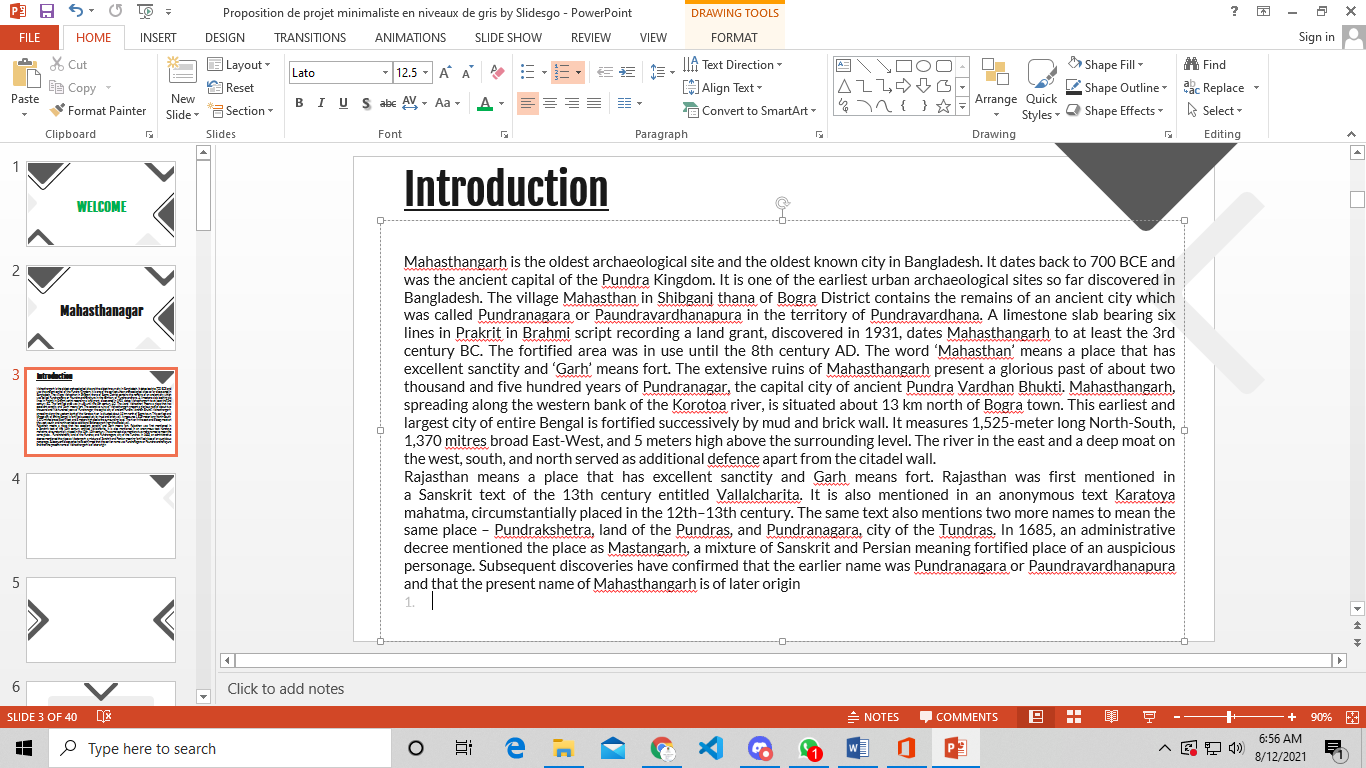 Proposition de projet minimaliste en niveaux de gris by Slidesgo - PowerPoint
DRAWING TOOLS
FILE HOME INSERT DESIGN TRANSITIONS ANIMATIONS SLIDE SHOW REVIEW VIEW FORMAT Sign in
Paste
Cut
Copy
Format Painter
Clipboard
New Slide
Layout
Reset
Section
Slides
Lato 12.5
B I U S abc AV Aa A
Font
Text Direction
Align Text
Convert to SmartArt
Paragraph
Arrange
Quick Styles
Shape Fill
Shape Outline
Shape Effects
Drawing
Find
Replace
Select
Editing
1
WELCOME
2
Mahasthanagar
3
Introduction
4
5
6
Introduction
Mahasthangarh is the oldest archaeological site and the oldest known city in Bangladesh. It dates back to 700 BCE and
was the ancient capital of the Pundra Kingdom. It is one of the earliest urban archaeological sites so far discovered in
Bangladesh. The village Mahasthan in Shibganj thana of Bogra District contains the remains of an ancient city which
was called Pundranagara or Paundravardhanapura in the territory of Pundravardhana. A limestone slab bearing six
lines in Prakrit in Brahmi script recording a land grant, discovered in 1931, dates Mahasthangarh to at least the 3rd
century BC. The fortified area was in use until the 8th century AD. The word ‘Mahasthan’ means a place that has
excellent sanctity and ‘Garh’ means fort. The extensive ruins of Mahasthangarh present a glorious past of about two
thousand and five hundred years of Pundranagar, the capital city of ancient Pundra Vardhan Bhukti. Mahasthangarh,
spreading along the western bank of the Korotoa river, is situated about 13 km north of Bogra town. This earliest and
largest city of entire Bengal is fortified successively by mud and brick wall. It measures 1,525-meter long North-South,
1,370 mitres broad East-West, and 5 meters high above the surrounding level. The river in the east and a deep moat on
the west, south, and north served as additional defence apart from the citadel wall.
Rajasthan means a place that has excellent sanctity and Garh means fort. Rajasthan was first mentioned in
a Sanskrit text of the 13th century entitled Vallalcharita. It is also mentioned in an anonymous text Karatoya
mahatma, circumstantially placed in the 12th–13th century. The same text also mentions two more names to mean the
same place – Pundrakshetra, land of the Pundras, and Pundranagara, city of the Tundras. In 1685, an administrative
decree mentioned the place as Mastangarh, a mixture of Sanskrit and Persian meaning fortified place of an auspicious
personage. Subsequent discoveries have confirmed that the earlier name was Pundranagara or Paundravardhanapura
and that the present name of Mahasthangarh is of later origin
1.
Click to add notes
SLIDE 3 OF 40 NOTES COMMENTS 90%
Type here to search
1
6:56 AM
8/12/2021
1